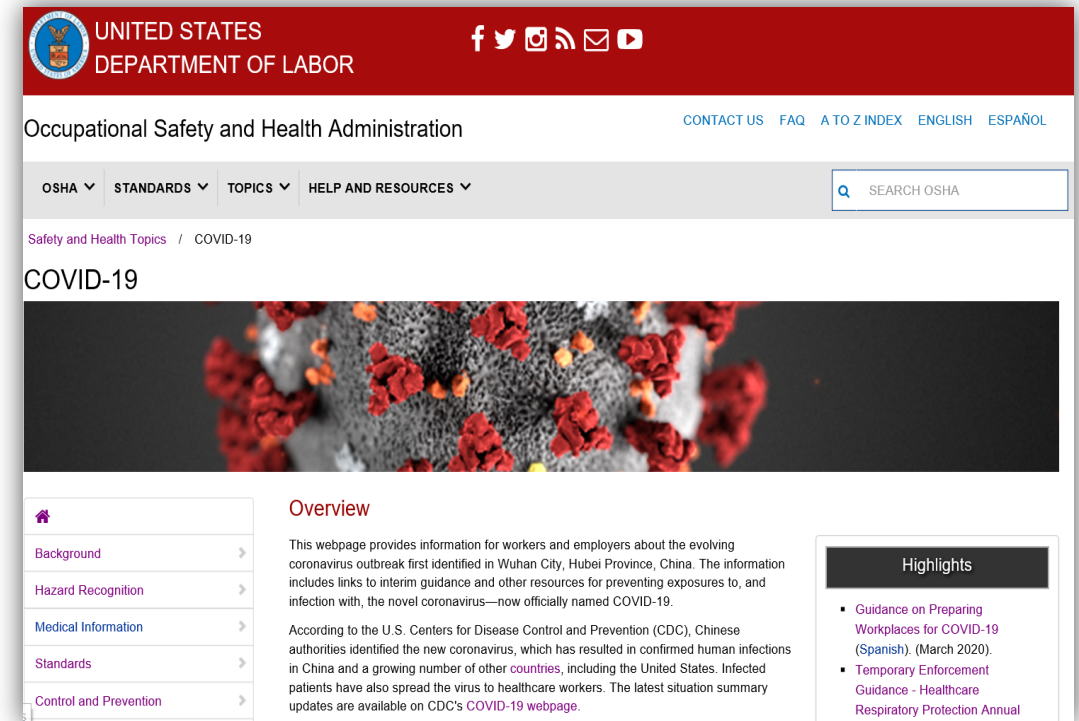 UNITED STATES
DEPARTMENT OF LABOR
Occupational Safety and Health Administration
CONTACT US FAQ A TO Z INDEX ENGLISH ESPAÑOL
OSHA STANDARDS TOPICS HELP AND RESOURCES
SEARCH OSHA
Safety and Health Topics / COVID-19
COVID-19
Background
Hazard Recognition
Medical Information
Standards
Control and Prevention
Overview
This webpage provides information for workers and employers about the evolving
coronavirus outbreak first identified in Wuhan City, Hubei Province, China. The information
includes links to interim guidance and other resources for preventing exposures to, and
infection with, the novel coronavirus—now officially named COVID-19.
According to the U.S. Centers for Disease Control and Prevention (CDC), Chinese
authorities identified the new coronavirus, which has resulted in confirmed human infections
in China and a growing number of other countries, including the United States. Infected
patients have also spread the virus to healthcare workers. The latest situation summary
updates are available on CDC's COVID-19 webpage.
Highlights
▪ Guidance on Preparing
Workplaces for COVID-19
(Spanish). (March 2020).
▪ Temporary Enforcement
Guidance - Healthcare
Respiratory Protection Annual